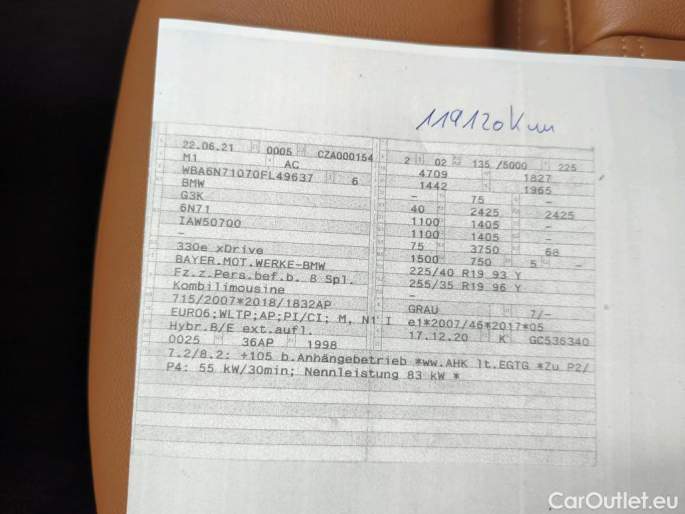 119120 Km
22.06.21 0005 CZA000154 2 02 135 /5000 225
M1 AC 4709 1827
WBA6N71070FL49637 6 1442 1965
BMW - 75 -
G3K 40 2425 2425
6N71 1100 1405 -
IAW50700 1100 1405 -
- 75 3750 68
330e xDrive 1500 750 5 -
BAYER.MOT.WERKE-BMW 225/40 R19 93 Y
Fz.z.Pers.bef.b. 8 Spl. 255/35 R19 96 Y
Kombilimousine -
715/2007*2018/1832AP GRAU 7/-
EURO6;WLTP;AP;PI/CI; M, N1 I e1*2007/46*2017*05
Hybr.B/E ext.aufl. 17.12.20 K GC536340
0025 36AP 1998
7.2/8.2: +105 b.Anhängebetrieb *ww.AHK lt.EGTG *Zu P2/
P4: 55 kW/30min; Nennleistung 83 kW *
CarOutlet.eu